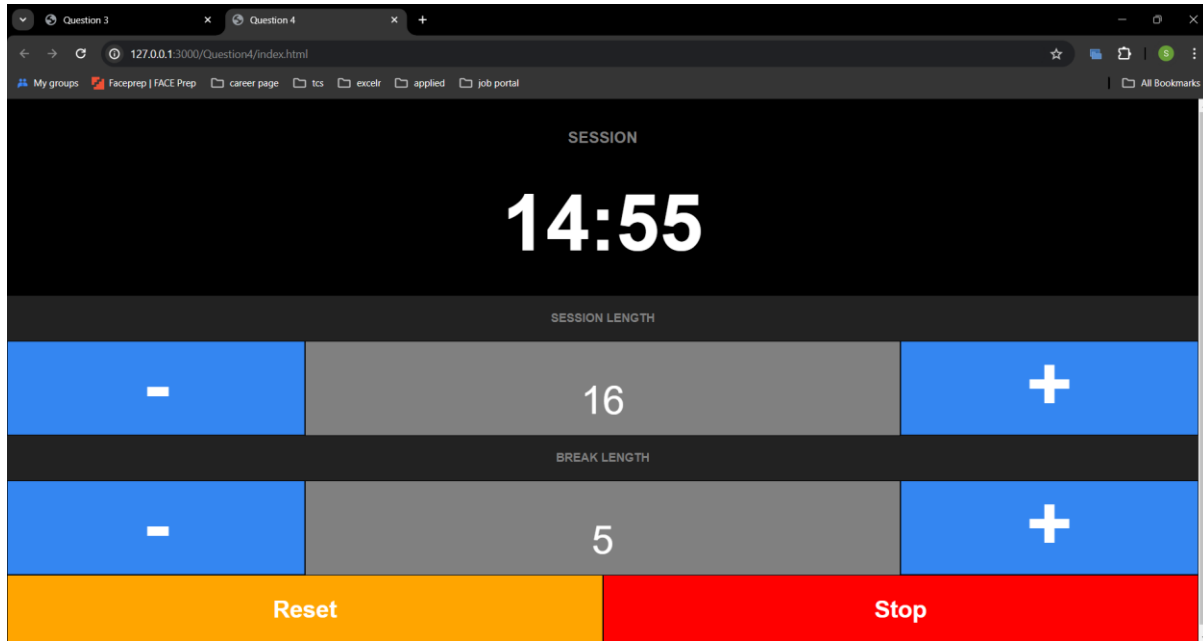 Question 3
Question 4
127.0.0.1:3000/Question4/index.html
My groups Faceprep | FACE Prep career page tcs excelr applied job portal All Bookmarks
S
SESSION
14:55
SESSION LENGTH
- 16 +
BREAK LENGTH
- 5 +
Reset Stop